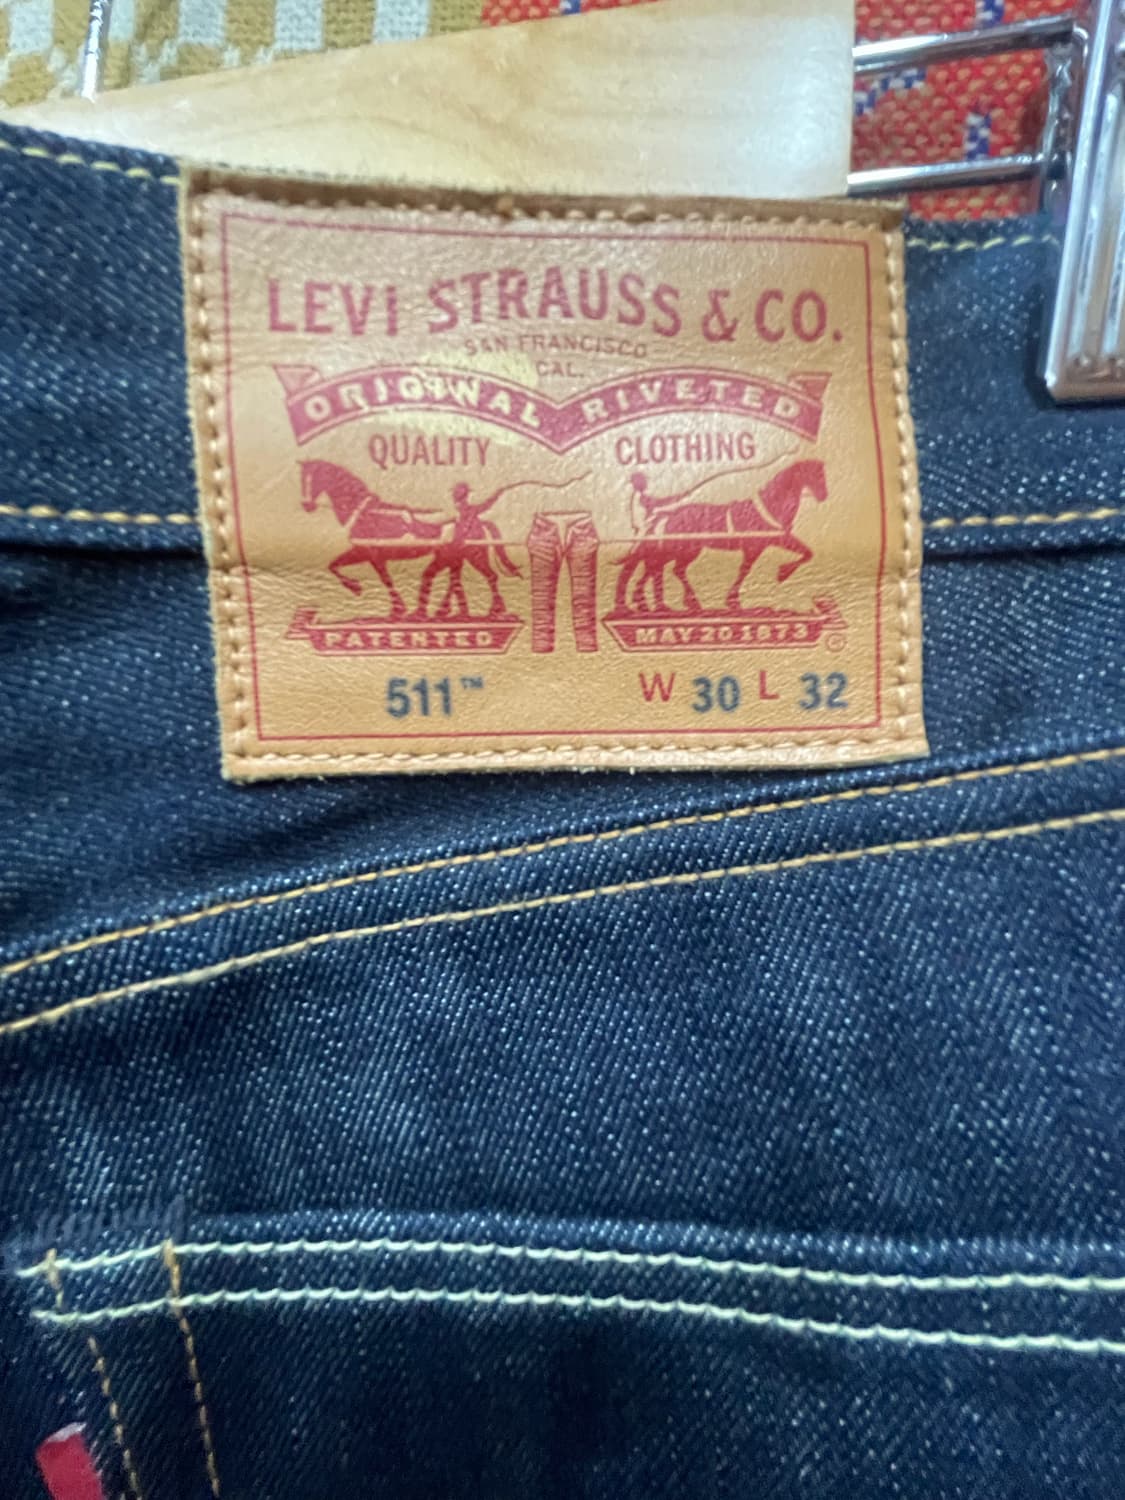 LEVI STRAUSS & CO.
SAN FRANCISCO
CAL.
ORIGINAL RIVETED
QUALITY CLOTHING
PATENTED MAY 20 1873 ®
511™ W 30 L 32